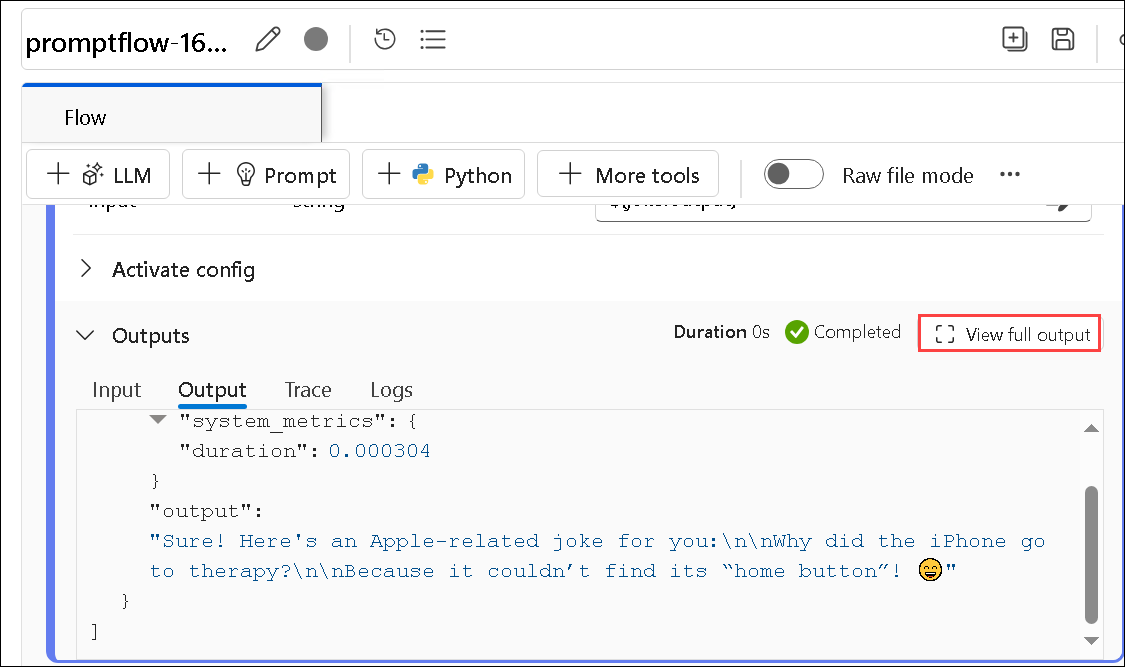 promptflow-16...
Flow
LLM Prompt Python More tools Raw file mode ...
Input string
Activate config
Outputs Duration 0s Completed View full output
Input Output Trace Logs
"system_metrics": {
"duration": 0.000304
}
"output":
"Sure! Here's an Apple-related joke for you:\n\nWhy did the iPhone go
to therapy?\n\nBecause it couldn’t find its “home button”! 😄"
}
]